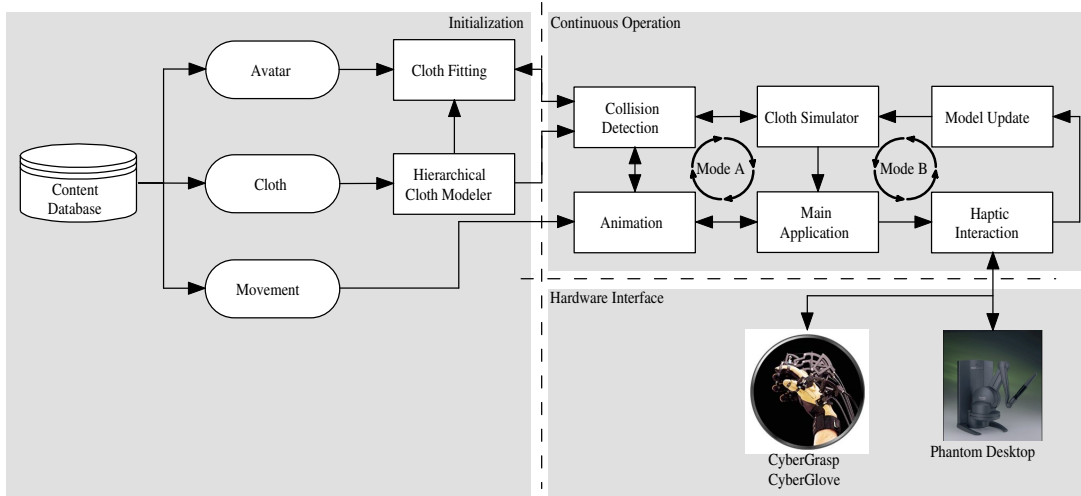 Initialization
Continuous Operation
Avatar
Cloth Fitting
Collision
Detection
Cloth Simulator
Model Update
Content
Database
Cloth
Hierarchical
Cloth Modeler
Mode A
Mode B
Animation
Main
Application
Haptic
Interaction
Movement
Hardware Interface
CyberGrasp
CyberGlove
Phantom Desktop